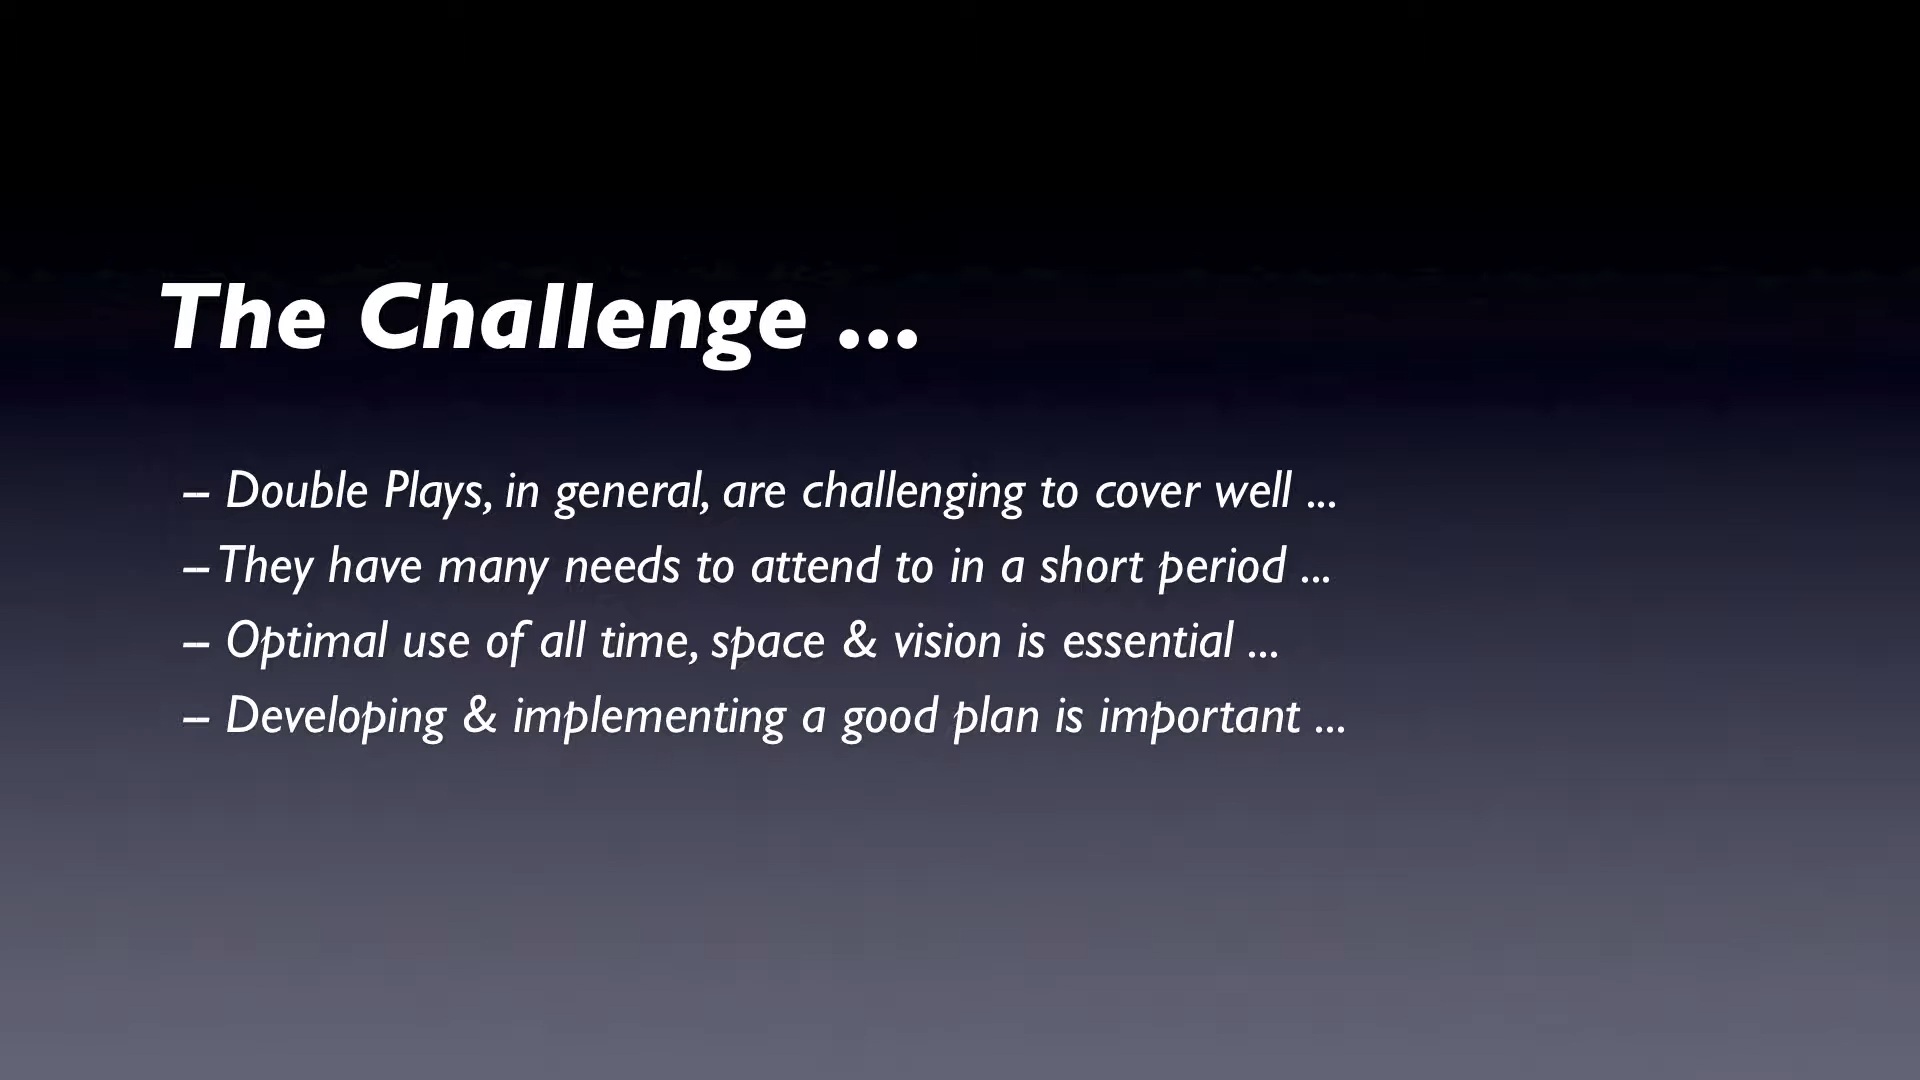 The Challenge ...
– Double Plays, in general, are challenging to cover well ...
– They have many needs to attend to in a short period ...
– Optimal use of all time, space & vision is essential ...
– Developing & implementing a good plan is important ...